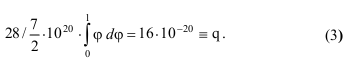 28/7/2·10^20·∫_0^1 φ dφ = 16·10^−20 ≡ q. (3)